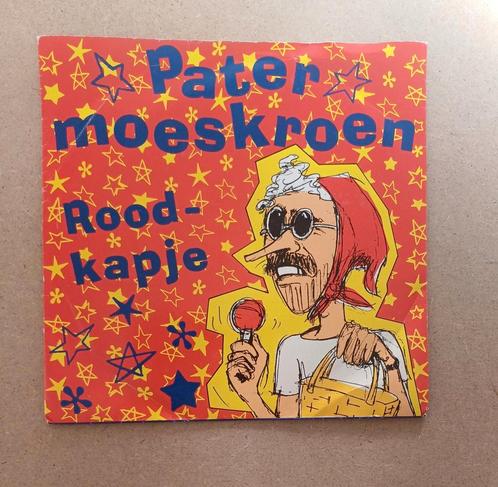 Pater
moeskroen
Rood-
kapje